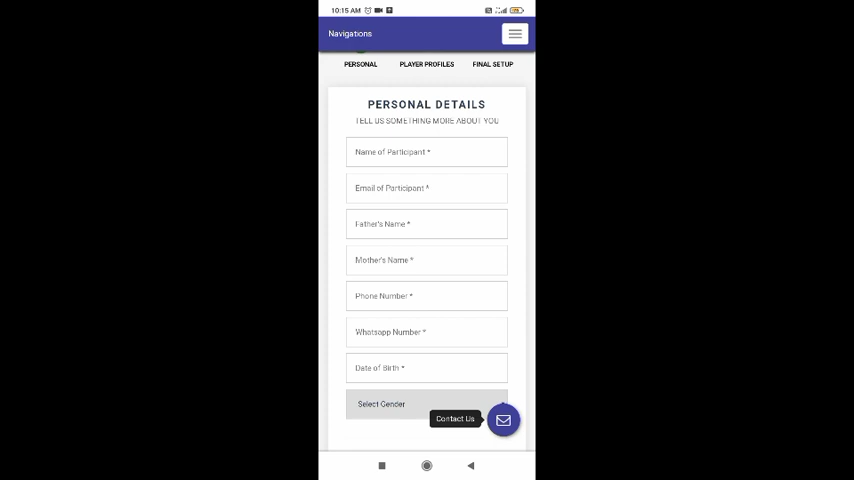 10:15 AM
Navigations
PERSONAL PLAYER PROFILES FINAL SETUP
PERSONAL DETAILS
TELL US SOMETHING MORE ABOUT YOU
Name of Participant *
Email of Participant *
Father's Name *
Mother's Name *
Phone Number *
Whatsapp Number *
Date of Birth *
Select Gender
Contact Us